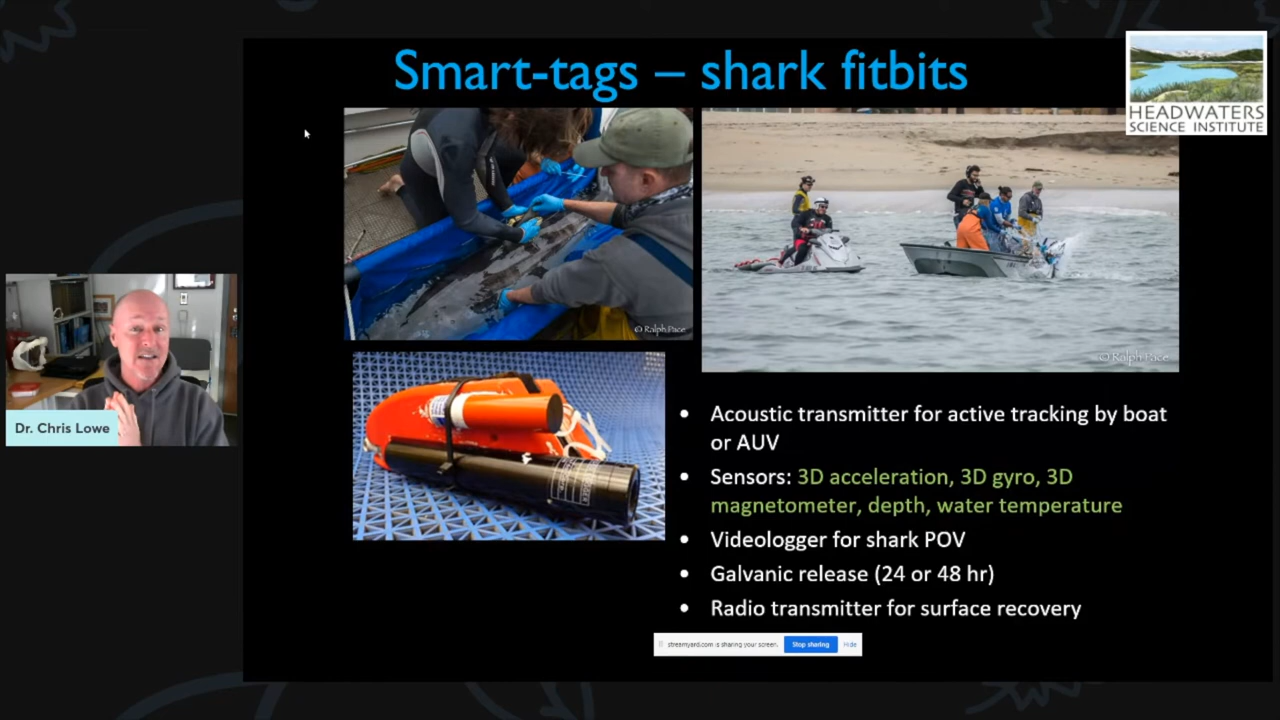 Smart-tags – shark fitbits
HEADWATERS
SCIENCE INSTITUTE
© Ralph Pace
© Ralph Pace
Dr. Chris Lowe
• Acoustic transmitter for active tracking by boat
or AUV
• Sensors: 3D acceleration, 3D gyro, 3D
magnetometer, depth, water temperature
• Videologger for shark POV
• Galvanic release (24 or 48 hr)
• Radio transmitter for surface recovery
streamyard.com is sharing your screen.
Stop sharing
Hide